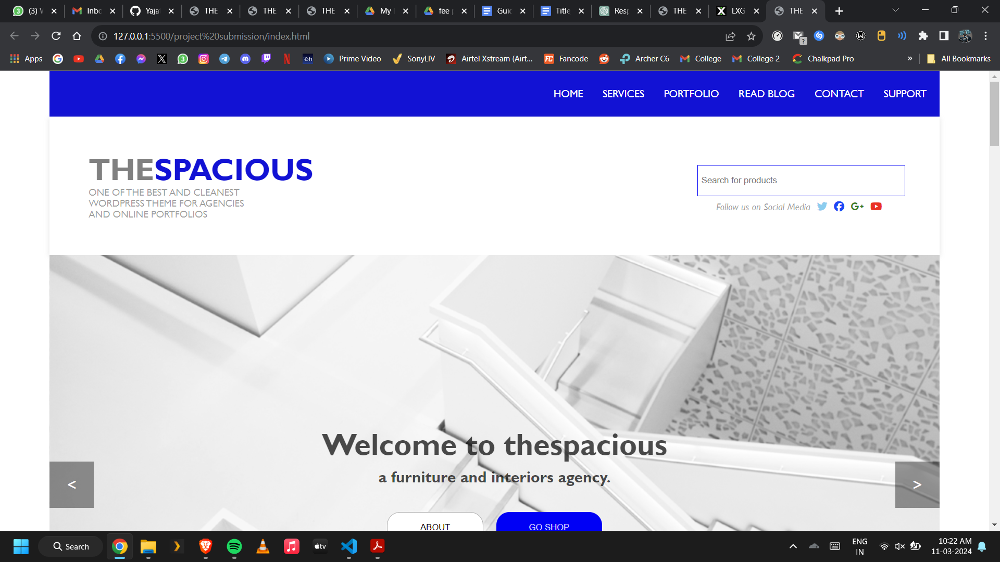 (3) W
Inbc
Yaja
THE
THE
THE
My
fee
Guid
Title
Resp
THE
LXG
THE
127.0.0.1:5500/project%20submission/index.html
Apps
Prime Video
SonyLIV
Airtel Xstream (Airt...
Fancode
Archer C6
College
College 2
Chalkpad Pro
»
All Bookmarks
HOME
SERVICES
PORTFOLIO
READ BLOG
CONTACT
SUPPORT
THESPACIOUS
ONE OF THE BEST AND CLEANEST
WORDPRESS THEME FOR AGENCIES
AND ONLINE PORTFOLIOS
Search for products
Follow us on Social Media
G+
Welcome to thespacious
a furniture and interiors agency.
<
>
ABOUT
GO SHOP
Search
tv
ENG
IN
10:22 AM
11-03-2024